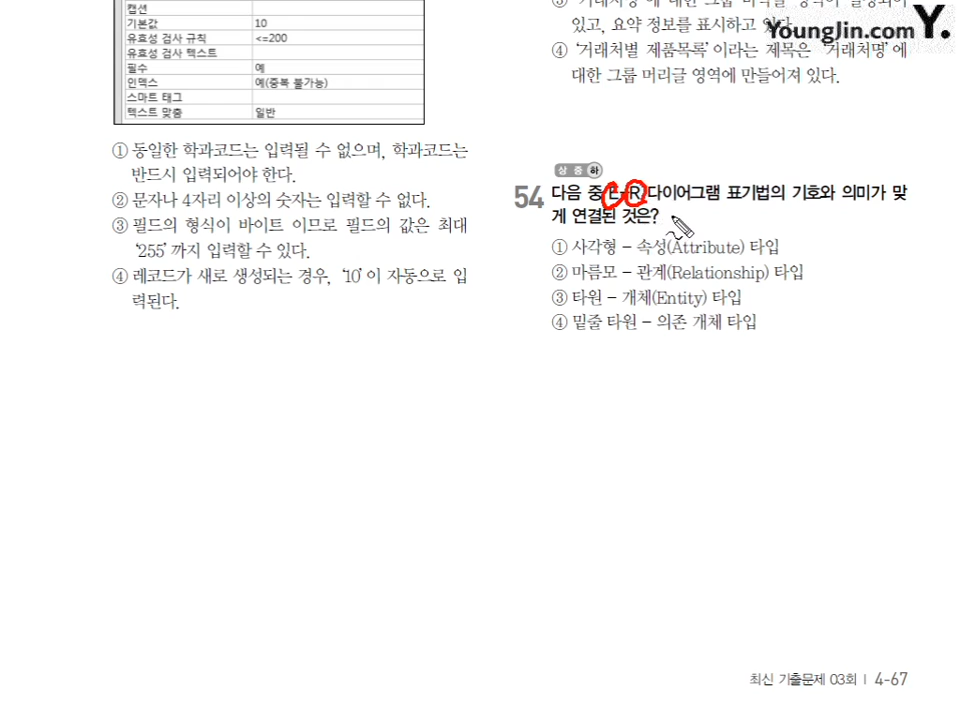 캡션
기본값 10
유효성 검사 규칙 <=200
유효성 검사 텍스트
필수 예
인덱스 예(중복 불가능)
스마트 태그
텍스트 맞춤 일반
① 동일한 학과코드는 입력될 수 없으며, 학과코드는
반드시 입력되어야 한다.
② 문자나 4자리 이상의 숫자는 입력할 수 없다.
③ 필드의 형식이 바이트 이므로 필드의 값은 최대
‘255’까지 입력할 수 있다.
④ 레코드가 새로 생성되는 경우, ‘10’이 자동으로 입
력된다.
있고, 요약 정보를 표시하고 있다.
④ ‘거래처별 제품목록’이라는 제목은 ‘거래처명’에
대한 그룹 머리글 영역에 만들어져 있다.
YoungJin.com Y.
상 중 하
54 다음 중 E-R 다이어그램 표기법의 기호와 의미가 맞
게 연결된 것은?
① 사각형 – 속성(Attribute) 타입
② 마름모 – 관계(Relationship) 타입
③ 타원 – 개체(Entity) 타입
④ 밑줄 타원 – 의존 개체 타입
최신 기출문제 03회 | 4-67